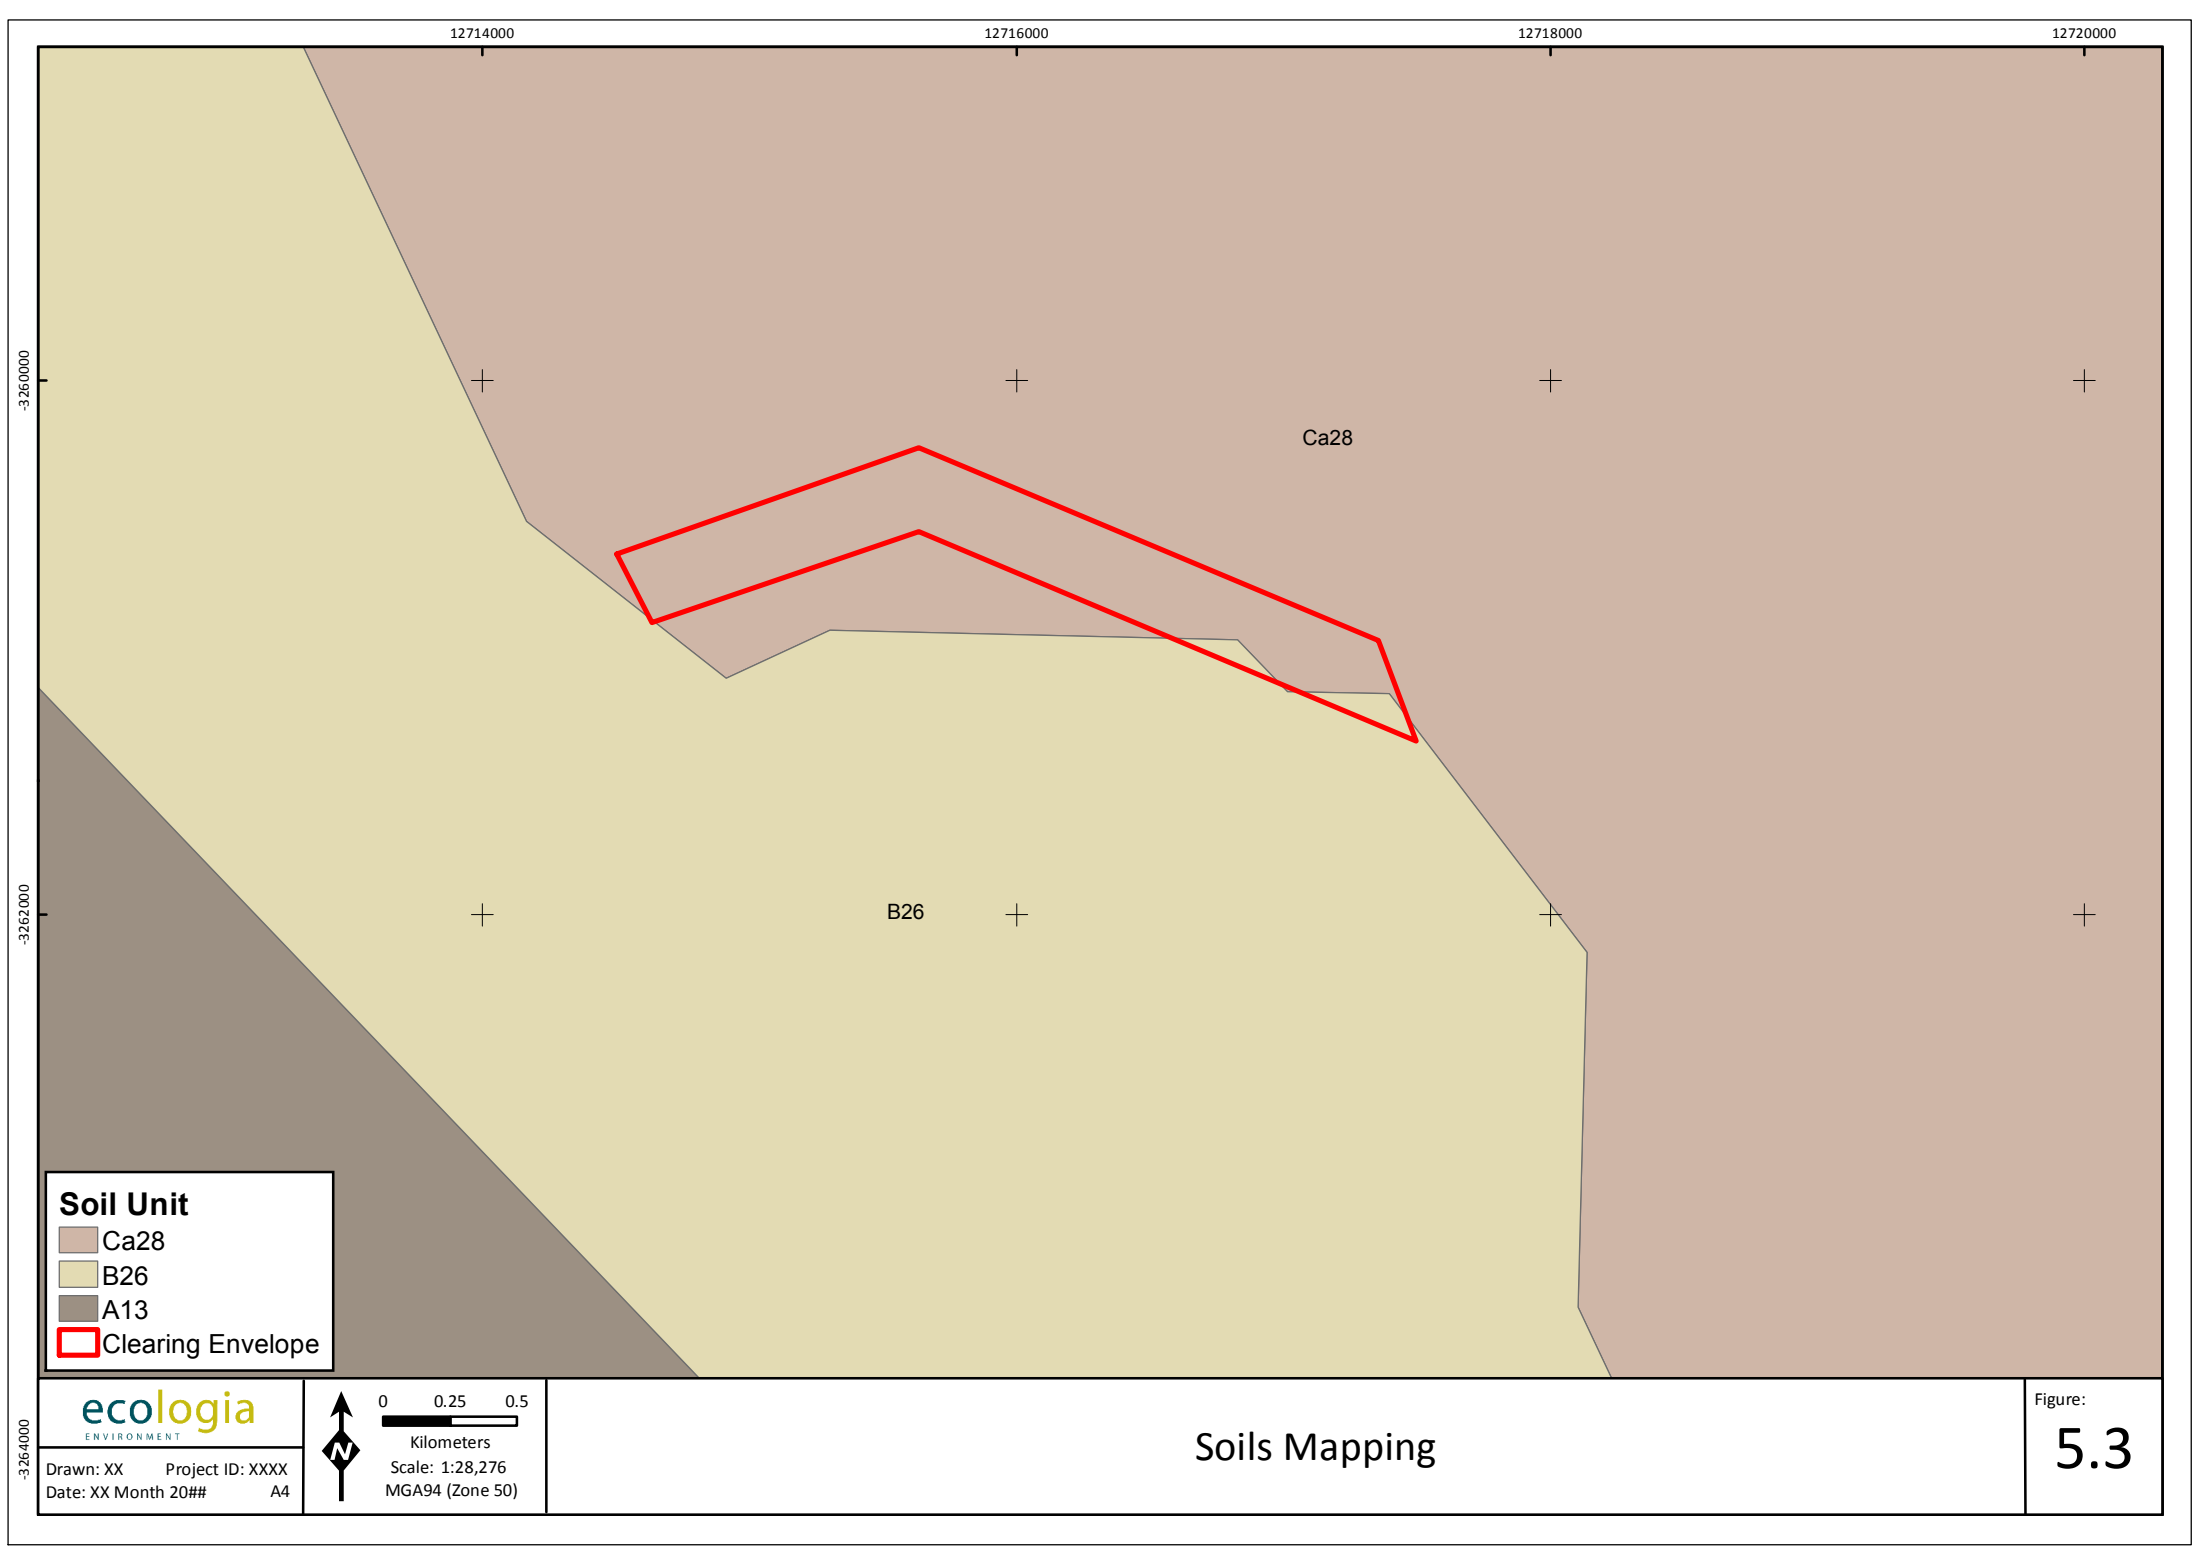 12714000 12716000 12718000 12720000
-3260000
Ca28
-3262000
B26
Soil Unit
Ca28
B26
A13
Clearing Envelope
-3264000
ecologia
ENVIRONMENT
Drawn: XX Project ID: XXXX
Date: XX Month 20## A4
N
0 0.25 0.5
Kilometers
Scale: 1:28,276
MGA94 (Zone 50)
Soils Mapping
Figure:
5.3